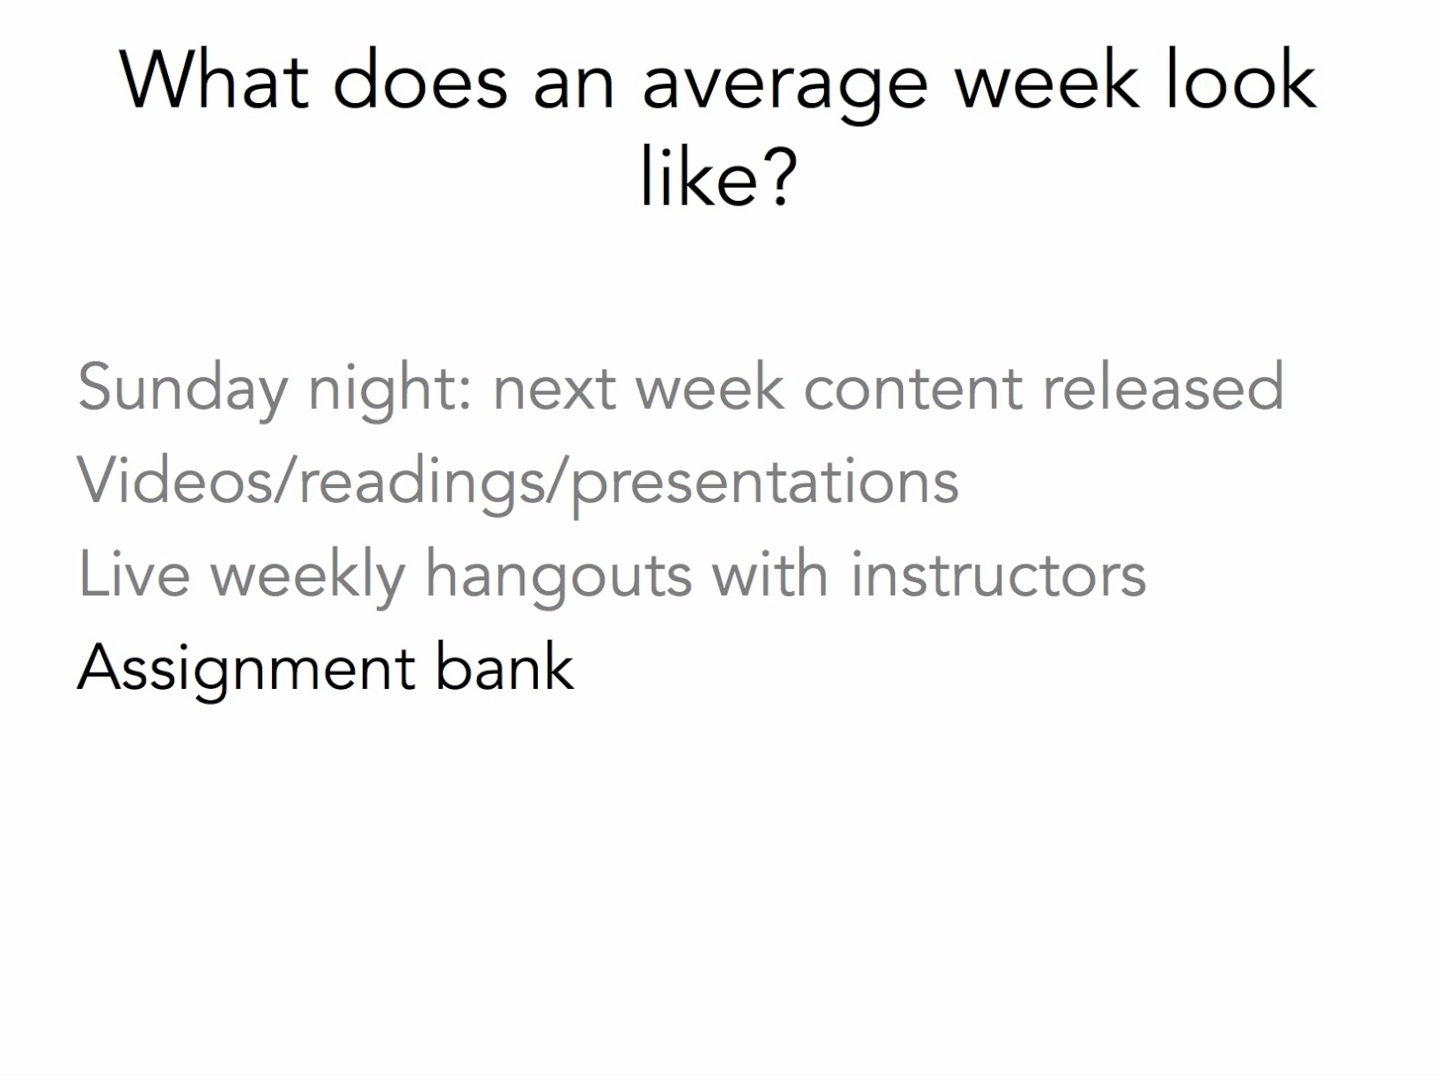 What does an average week look
like?
Sunday night: next week content released
Videos/readings/presentations
Live weekly hangouts with instructors
Assignment bank